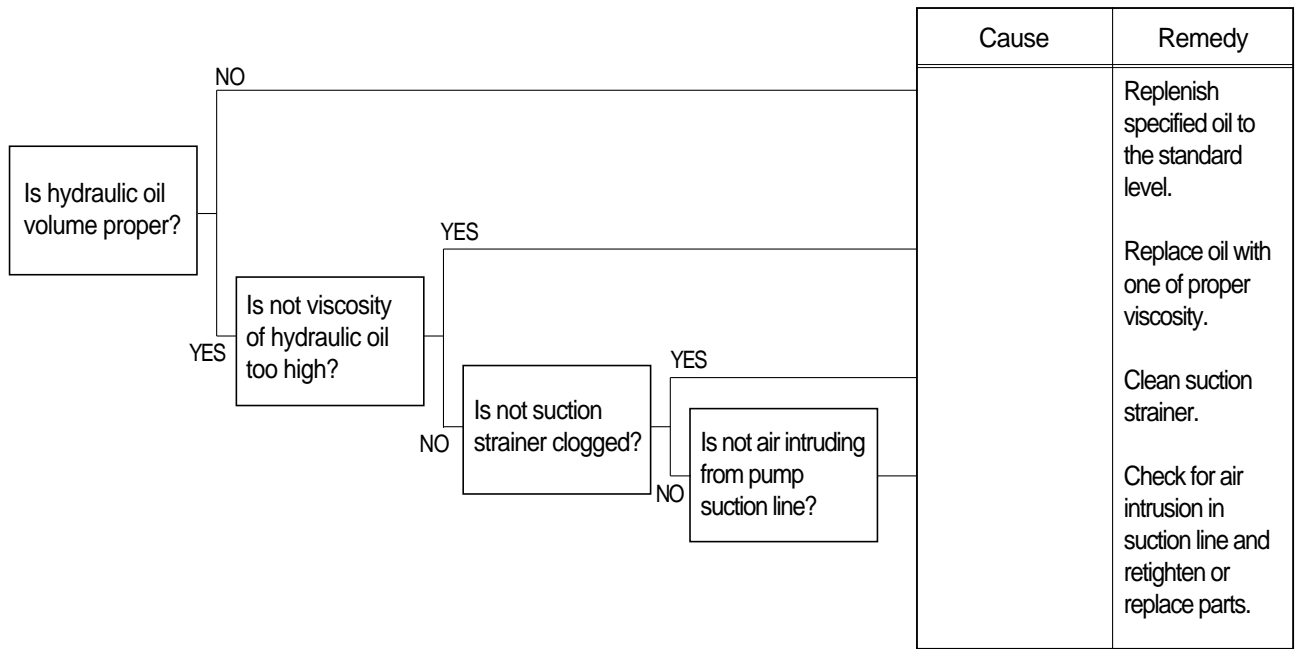 Cause
Remedy
NO
Replenish
specified oil to
the standard
level.
Is hydraulic oil
volume proper?
YES
Replace oil with
one of proper
viscosity.
YES
Is not viscosity
of hydraulic oil
too high?
YES
Clean suction
strainer.
NO
Is not suction
strainer clogged?
NO
Is not air intruding
from pump
suction line?
Check for air
intrusion in
suction line and
retighten or
replace parts.